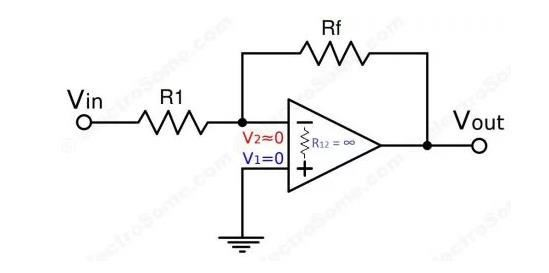 Rf
Vin
R1
Vout
V₂≈0
R₁₂ = ∞
V₁=0